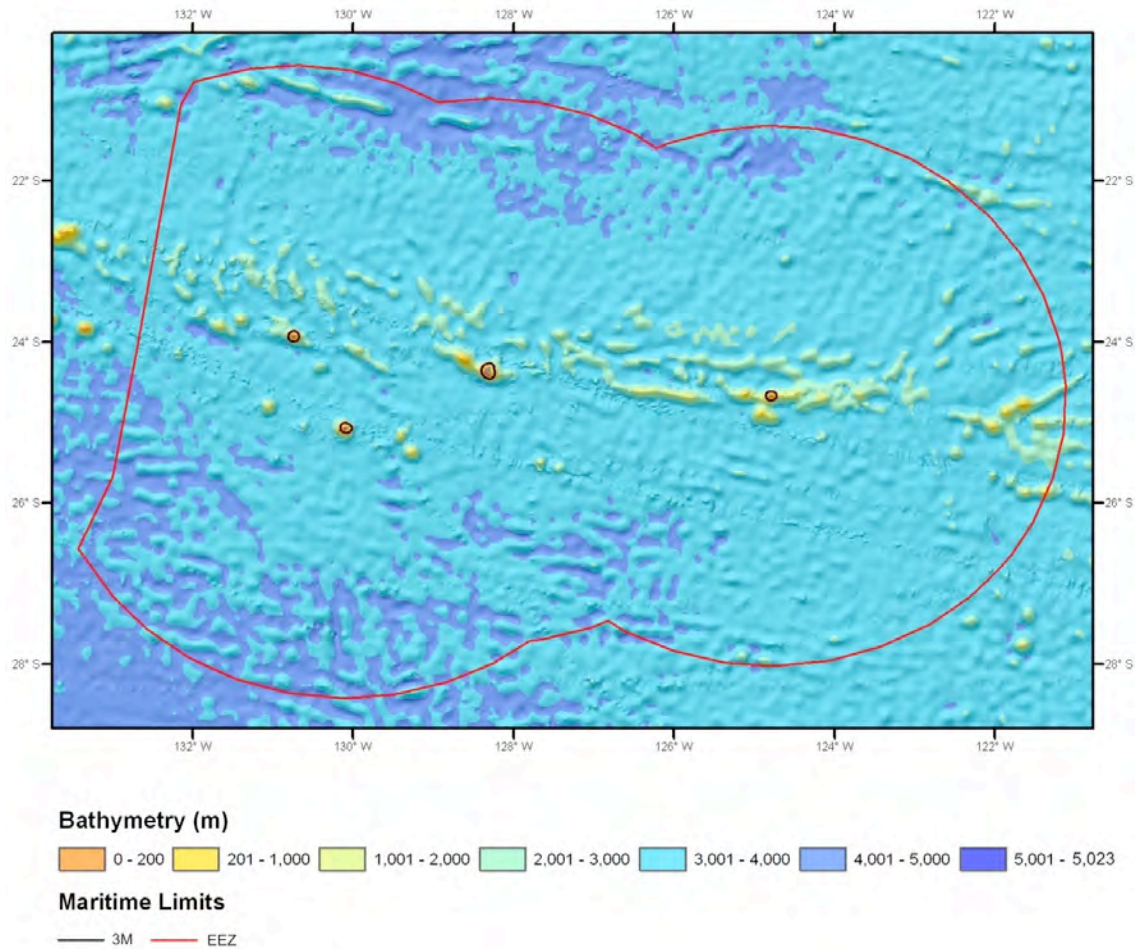 132° W 130° W 128° W 126° W 124° W 122° W
22° S 22° S
24° S 24° S
26° S 26° S
28° S 28° S
132° W 130° W 128° W 126° W 124° W 122° W
Bathymetry (m)
0 - 200 201 - 1,000 1,001 - 2,000 2,001 - 3,000 3,001 - 4,000 4,001 - 5,000 5,001 - 5,023
Maritime Limits
3M EEZ